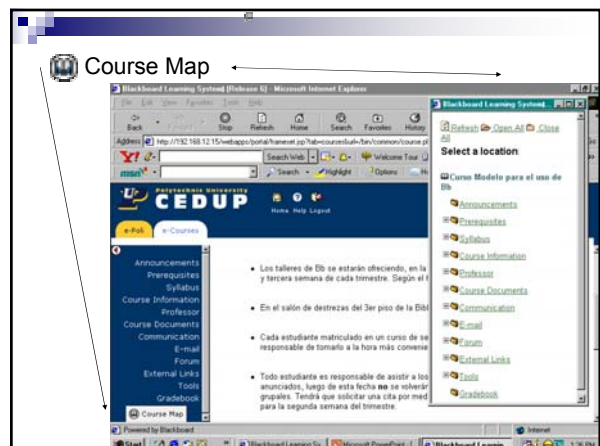 Course Map
Blackboard Learning System (Release 6) - Microsoft Internet Explorer
File Edit View Favorites Tools Help
Back Forward Stop Refresh Home Search Favorites History
Address http://192.168.12.15/webapps/portal/frameset.jsp?tab=courses&url=/bin/common/course.pl
Y! Search Web Welcome Tour
msn Search Highlight Options
Polytechnic University
CEDUP
Home Help Logout
e-Poli e-Courses
Announcements
Prerequisites
Syllabus
Course Information
Professor
Course Documents
Communication
E-mail
Forum
External Links
Tools
Gradebook
Course Map
• Los talleres de Bb se estarán ofreciendo, en la
y tercera semana de cada trimestre. Según el
• En el salón de destrezas del 3er piso de la Bibl
• Cada estudiante matriculado en un curso de se
responsable de tomarlo a la hora más convenie
• Todo estudiante es responsable de asistir a los
anunciados, luego de esta fecha no se volverán
grupales. Tendrá que solicitar una cita por med
para la segunda semana del trimestre.
Blackboard Learning System...
Refresh Open All Close
All
Select a location:
Curso Modelo para el uso de
Bb
Announcements
Prerequisites
Syllabus
Course Information
Professor
Course Documents
Communication
E-mail
Forum
External Links
Tools
Gradebook
Powered by Blackboard
Internet
Start Blackboard Learning Sy... Microsoft PowerPoint - [ Blackboard Learnin... 1:36 PM